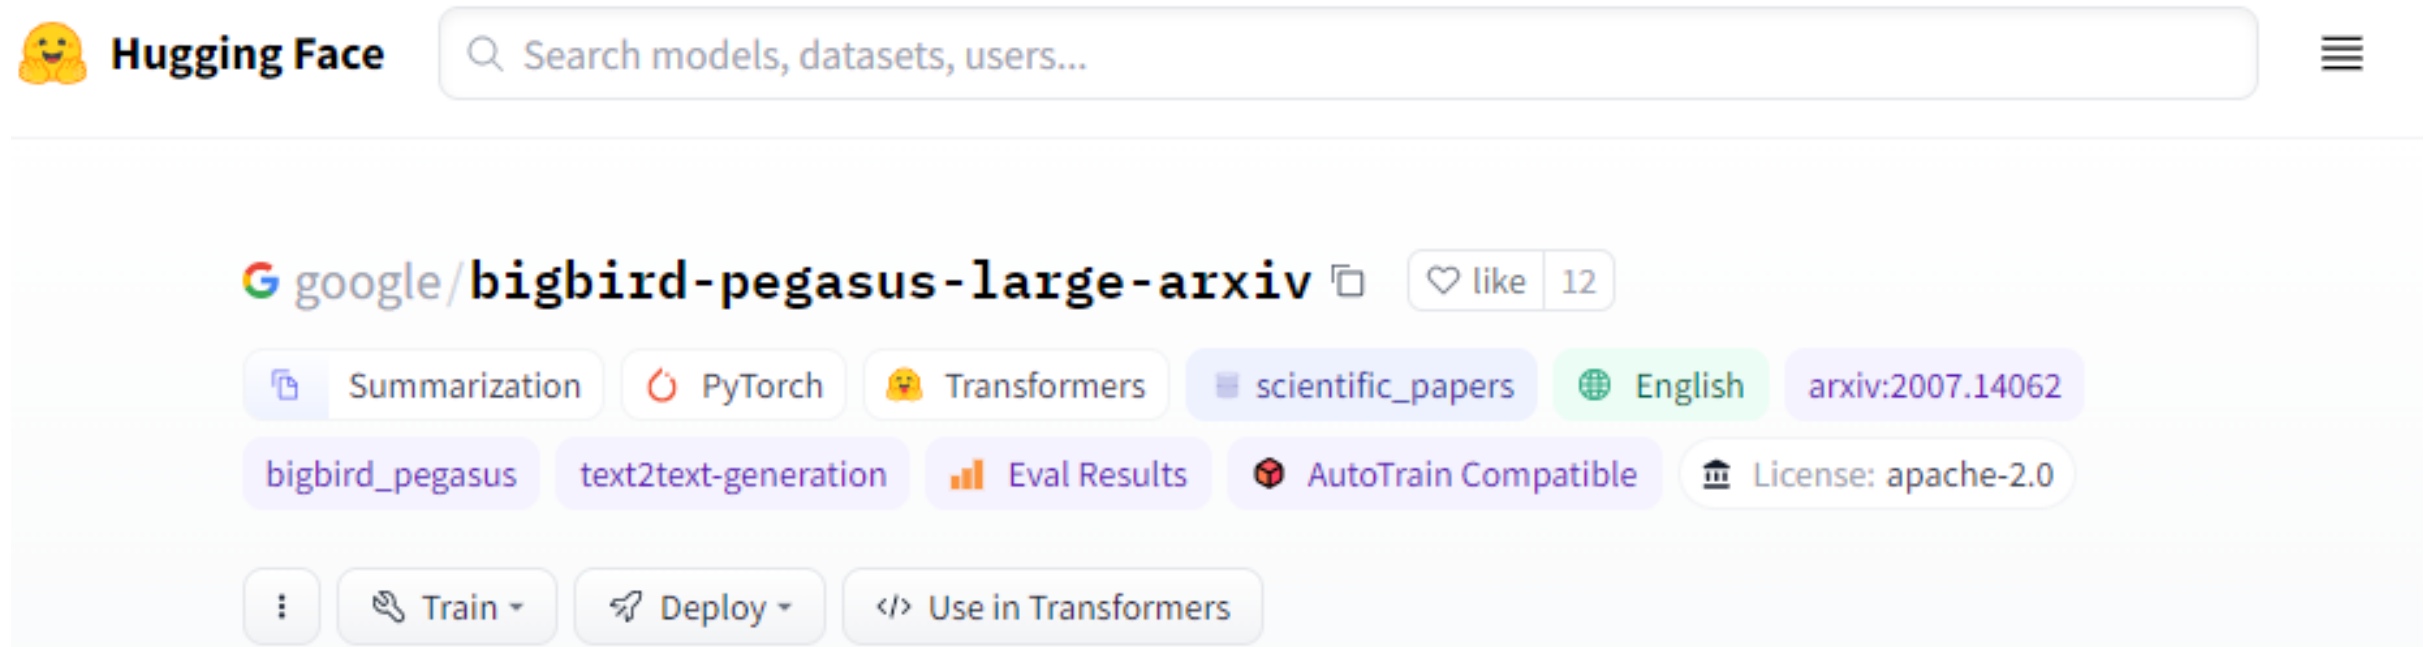 Hugging Face Search models, datasets, users...
google/bigbird-pegasus-large-arxiv like 12
Summarization PyTorch Transformers scientific_papers English arxiv:2007.14062
bigbird_pegasus text2text-generation Eval Results AutoTrain Compatible License: apache-2.0
Train Deploy </> Use in Transformers